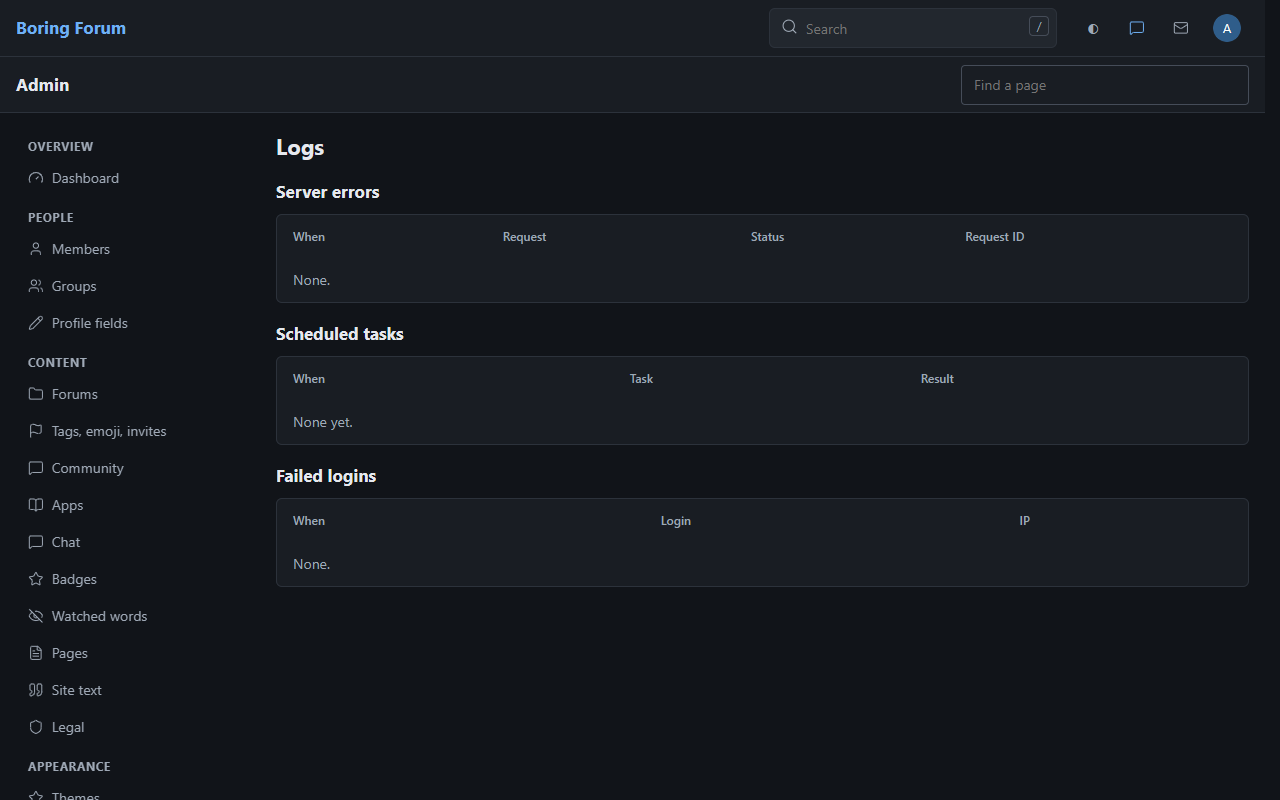 Boring Forum
Search /
A
Admin
Find a page
OVERVIEW
Dashboard
PEOPLE
Members
Groups
Profile fields
CONTENT
Forums
Tags, emoji, invites
Community
Apps
Chat
Badges
Watched words
Pages
Site text
Legal
APPEARANCE
Themes
Logs
Server errors
When Request Status Request ID
None.
Scheduled tasks
When Task Result
None yet.
Failed logins
When Login IP
None.